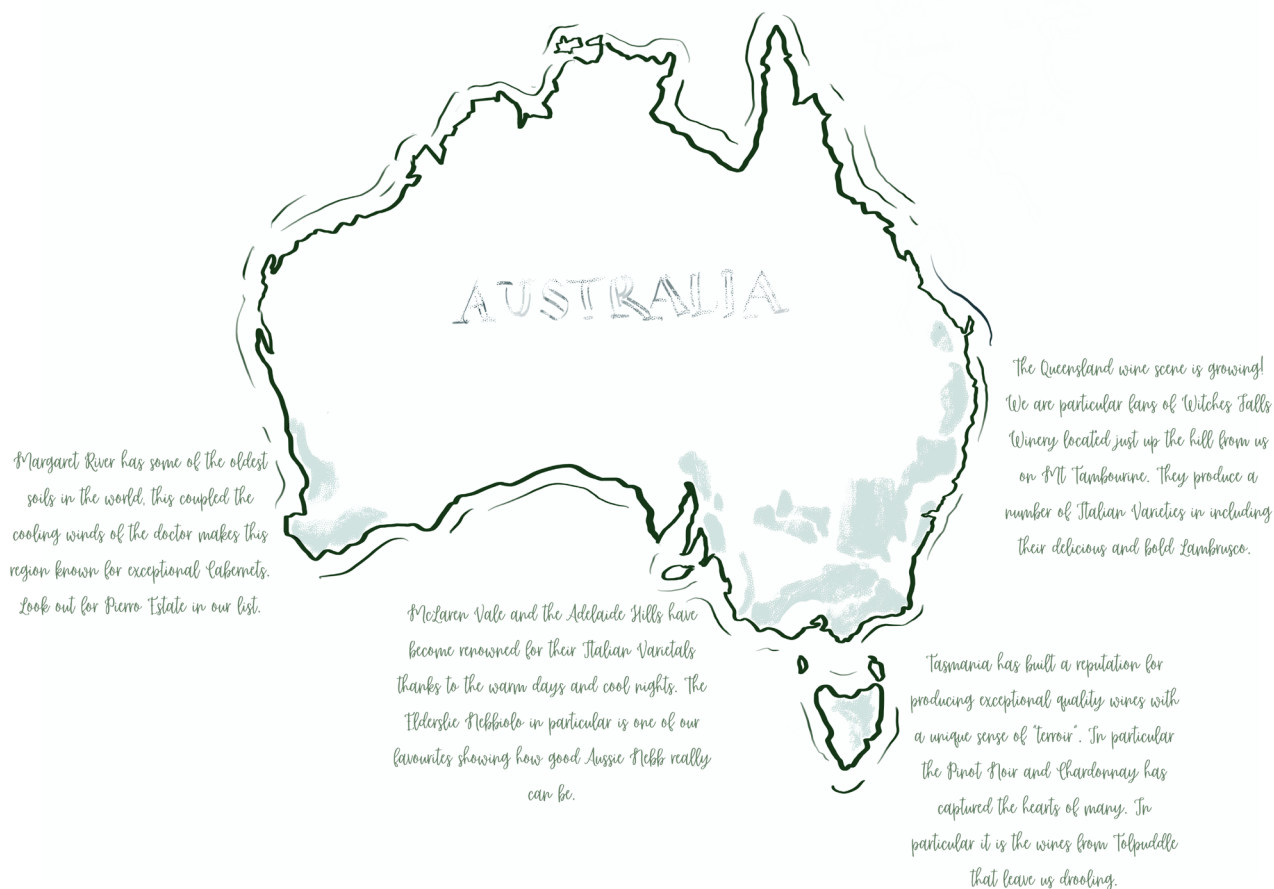 AUSTRALIA
The Queensland wine scene is growing!
We are particular fans of Witches Falls
Winery located just up the hill from us
on Mt Tambourine. They produce a
number of Italian Varieties in including
their delicious and bold Lambrusco.
Margaret River has some of the oldest
soils in the world, this coupled the
cooling winds of the doctor makes this
region known for exceptional Cabernets.
Look out for Pierro Estate in our list.
McLaren Vale and the Adelaide Hills have
become renowned for their Italian Varietals
thanks to the warm days and cool nights. The
Elderslie Nebbiolo in particular is one of our
favourites showing how good Aussie Nebb really
can be.
Tasmania has built a reputation for
producing exceptional quality wines with
a unique sense of "terroir". In particular
the Pinot Noir and Chardonnay has
captured the hearts of many. In
particular it is the wines from Tolpuddle
that leave us drooling.